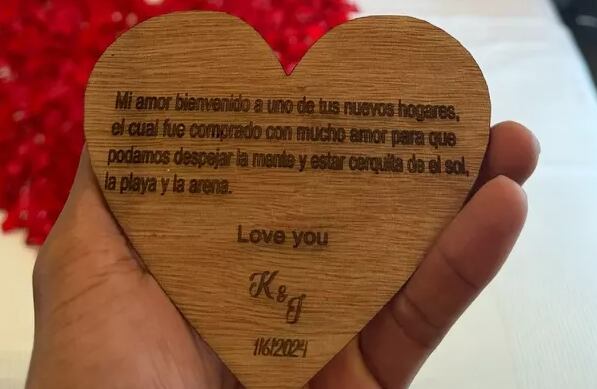 Mi amor bienvenido a uno de tus nuevos hogares,
el cual fue comprado con mucho amor para que
podamos despejar la mente y estar cerquita de el sol,
la playa y la arena.
Love you
K &
J
1/6/2024